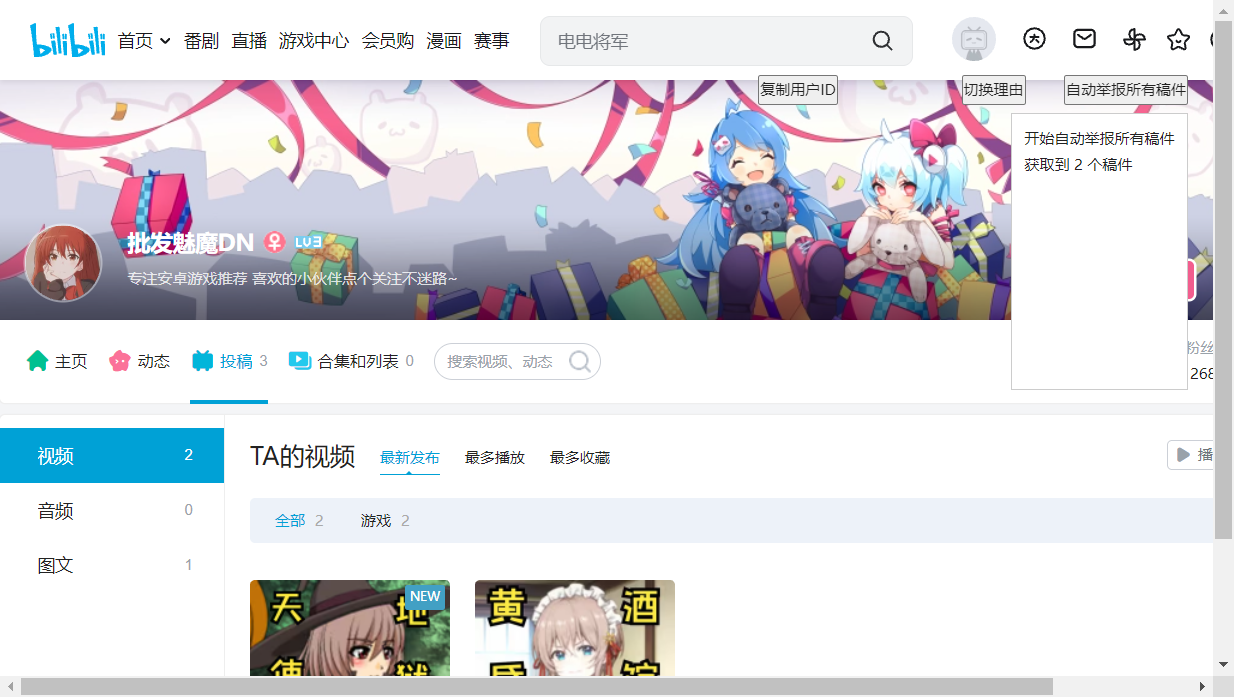 bilibili 首页 番剧 直播 游戏中心 会员购 漫画 赛事 电电将军
复制用户ID 切换理由 自动举报所有稿件
开始自动举报所有稿件
获取到 2 个稿件
批发魅魔DN LV3
专注安卓游戏推荐 喜欢的小伙伴点个关注不迷路~
主页 动态 投稿 3 合集和列表 0 搜索视频、动态
粉丝
268
视频 2
音频 0
图文 1
TA的视频 最新发布 最多播放 最多收藏 播
全部 2 游戏 2
NEW
天 地
黄 酒